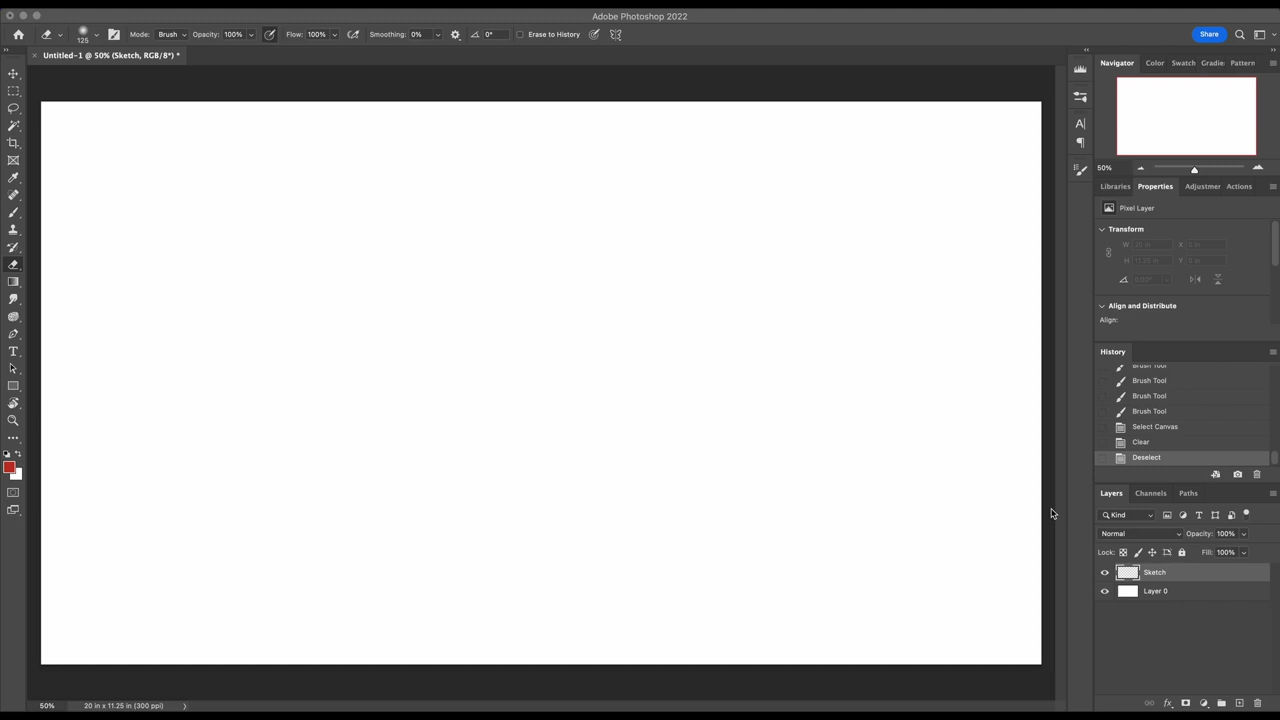 Adobe Photoshop 2022
125 Mode: Brush Opacity: 100% Flow: 100% Smoothing: 0% 0° Erase to History Share
Untitled-1 @ 50% (Sketch, RGB/8*) *
Navigator Color Swatch Gradie Pattern
50%
Libraries Properties Adjustmer Actions
Pixel Layer
Transform
W 20 in X 0 in
H 11.25 in Y 0 in
0.00°
Align and Distribute
Align:
History
Brush Tool
Brush Tool
Brush Tool
Brush Tool
Select Canvas
Clear
Deselect
Layers Channels Paths
Kind
Normal Opacity: 100%
Lock: Fill: 100%
Sketch
Layer 0
50% 20 in x 11.25 in (300 ppi)